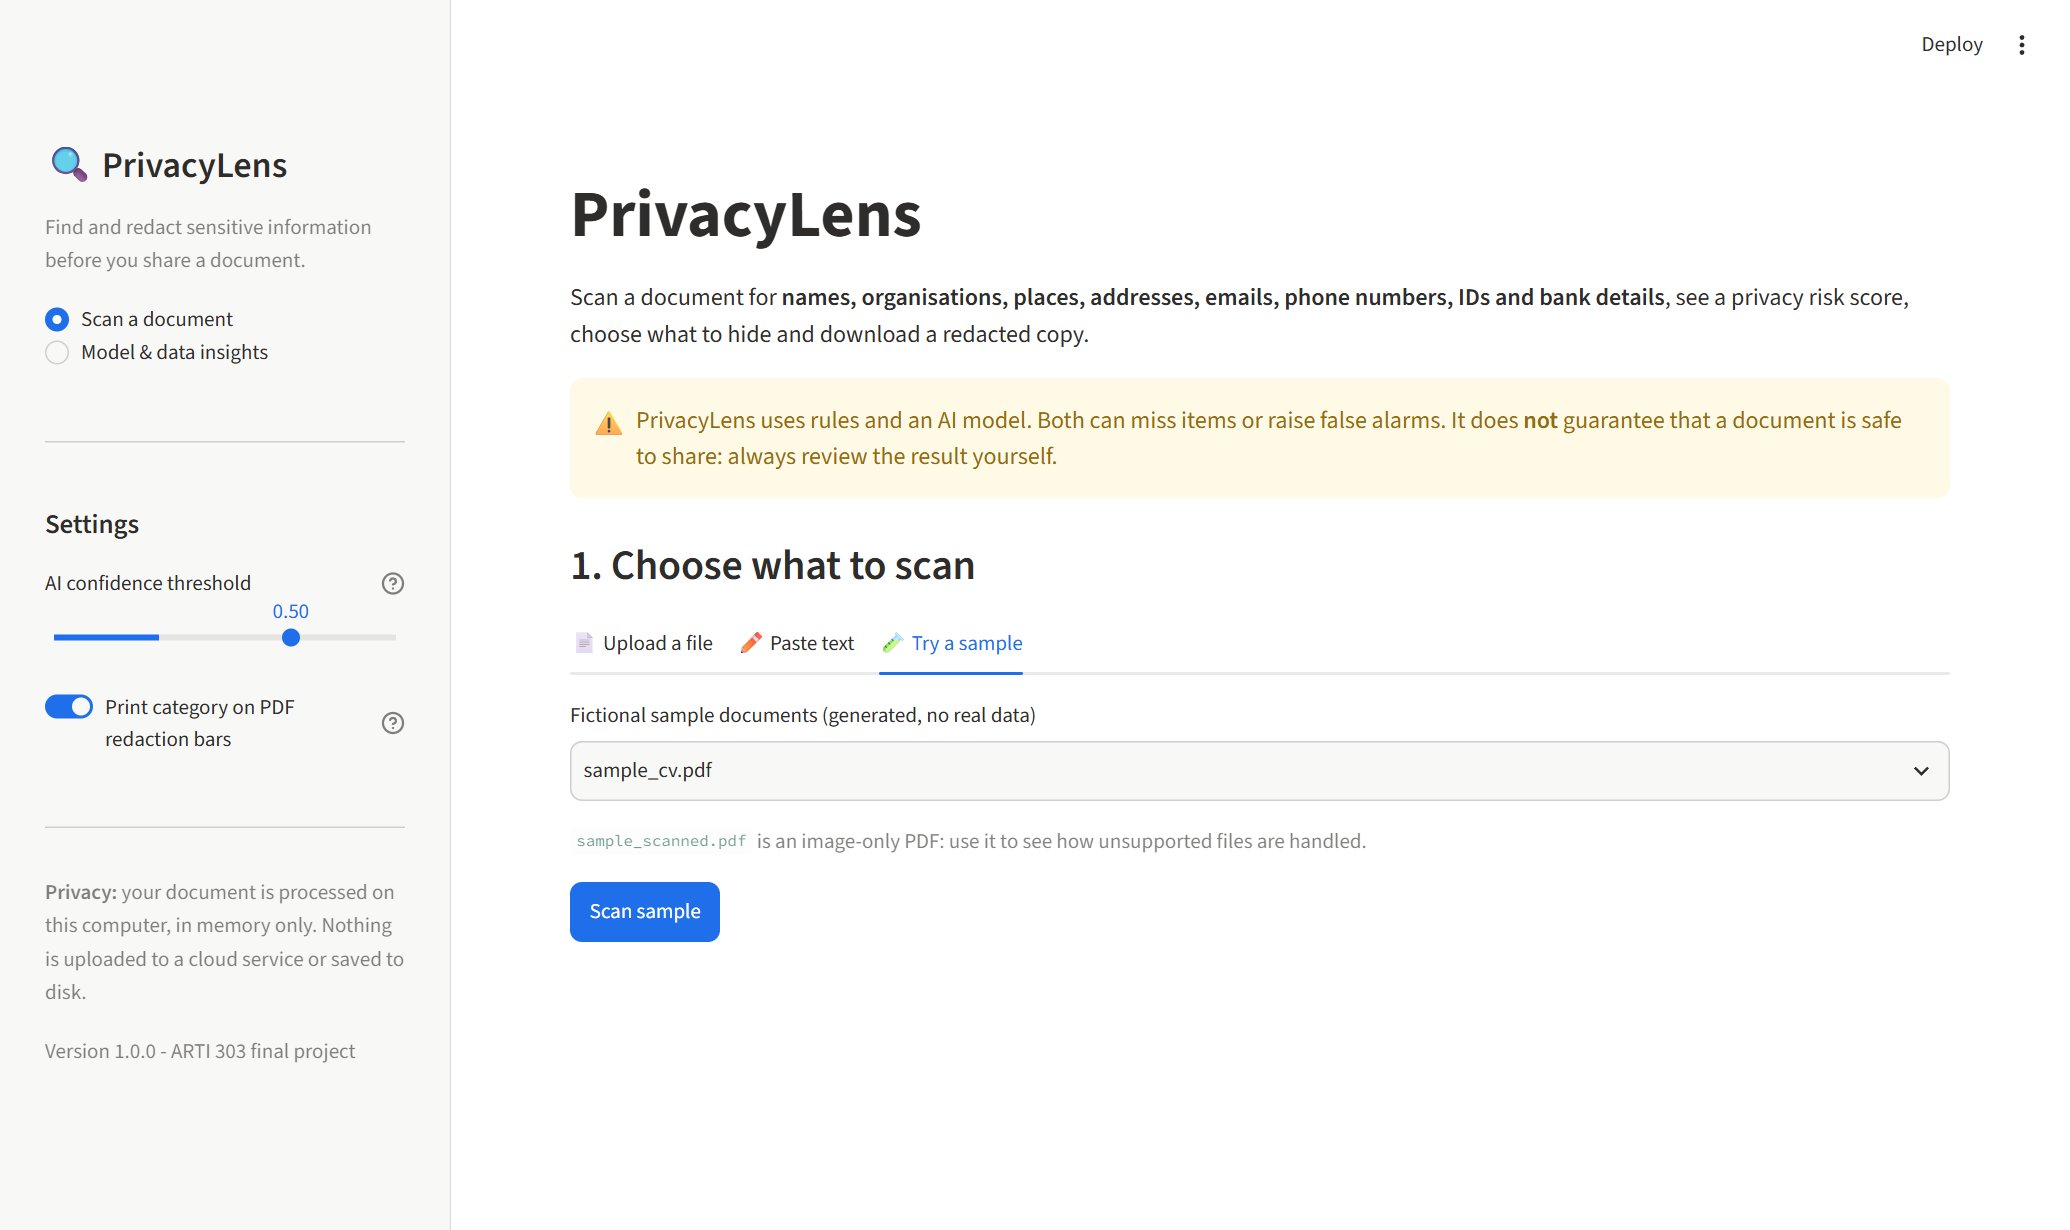 Deploy
PrivacyLens
Find and redact sensitive information
before you share a document.
Scan a document
Model & data insights
Settings
AI confidence threshold
0.50
Print category on PDF
redaction bars
Privacy: your document is processed on
this computer, in memory only. Nothing
is uploaded to a cloud service or saved to
disk.
Version 1.0.0 - ARTI 303 final project
PrivacyLens
Scan a document for names, organisations, places, addresses, emails, phone numbers, IDs and bank details, see a privacy risk score,
choose what to hide and download a redacted copy.
PrivacyLens uses rules and an AI model. Both can miss items or raise false alarms. It does not guarantee that a document is safe
to share: always review the result yourself.
1. Choose what to scan
Upload a file
Paste text
Try a sample
Fictional sample documents (generated, no real data)
sample_cv.pdf
sample_scanned.pdf is an image-only PDF: use it to see how unsupported files are handled.
Scan sample